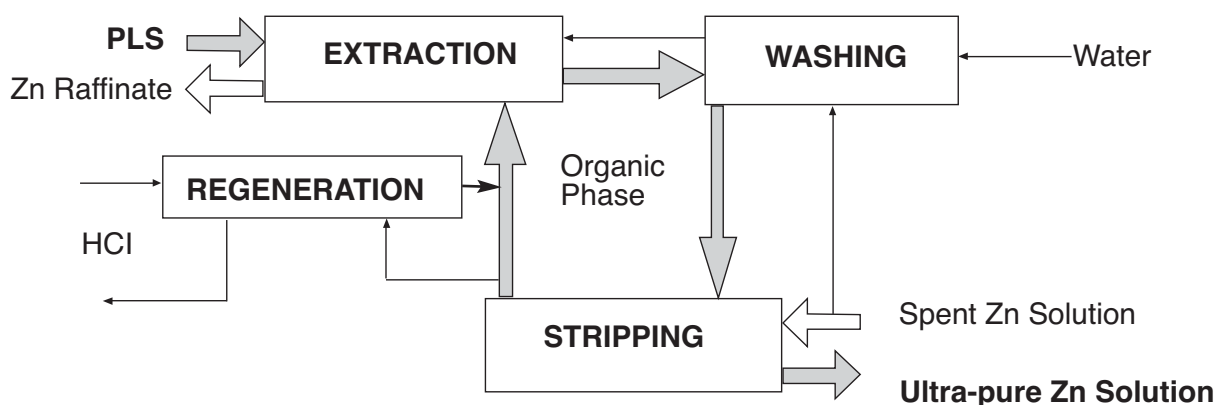 PLS
EXTRACTION
WASHING
Water
Zn Raffinate
Organic
Phase
REGENERATION
HCl
STRIPPING
Spent Zn Solution
Ultra-pure Zn Solution